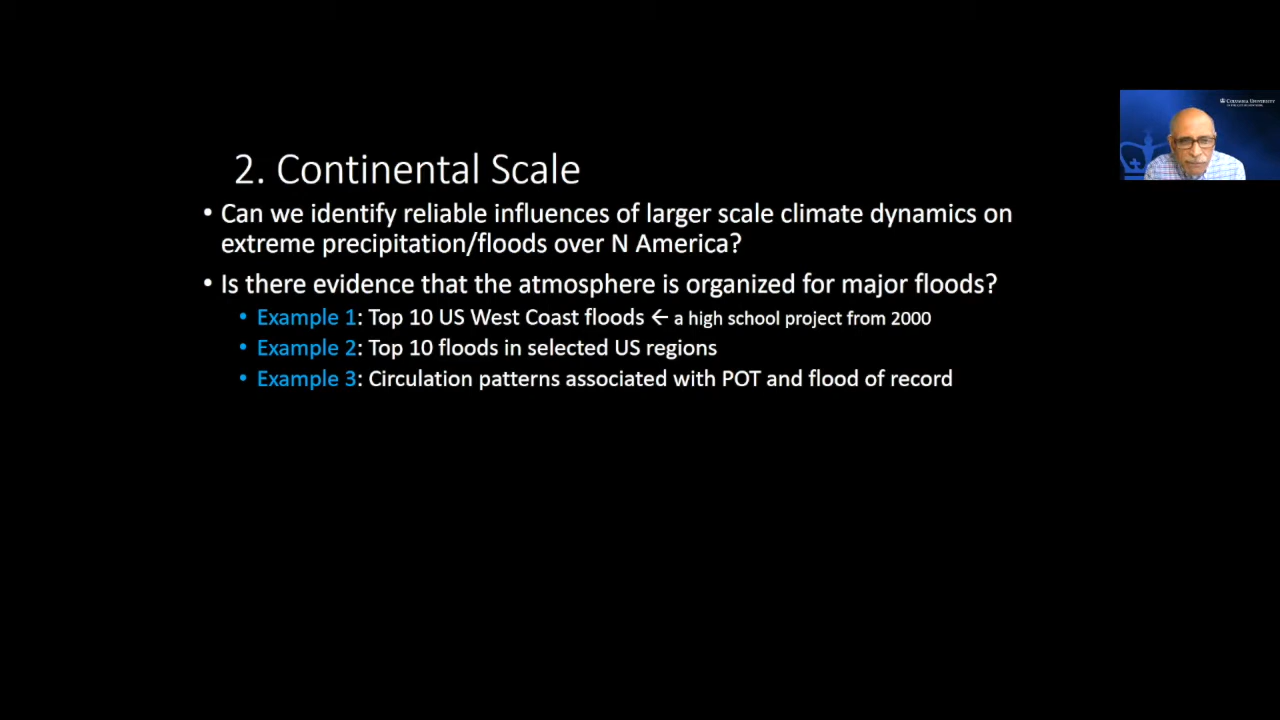 2. Continental Scale
• Can we identify reliable influences of larger scale climate dynamics on
extreme precipitation/floods over N America?
• Is there evidence that the atmosphere is organized for major floods?
• Example 1: Top 10 US West Coast floods ← a high school project from 2000
• Example 2: Top 10 floods in selected US regions
• Example 3: Circulation patterns associated with POT and flood of record
COLUMBIA UNIVERSITY